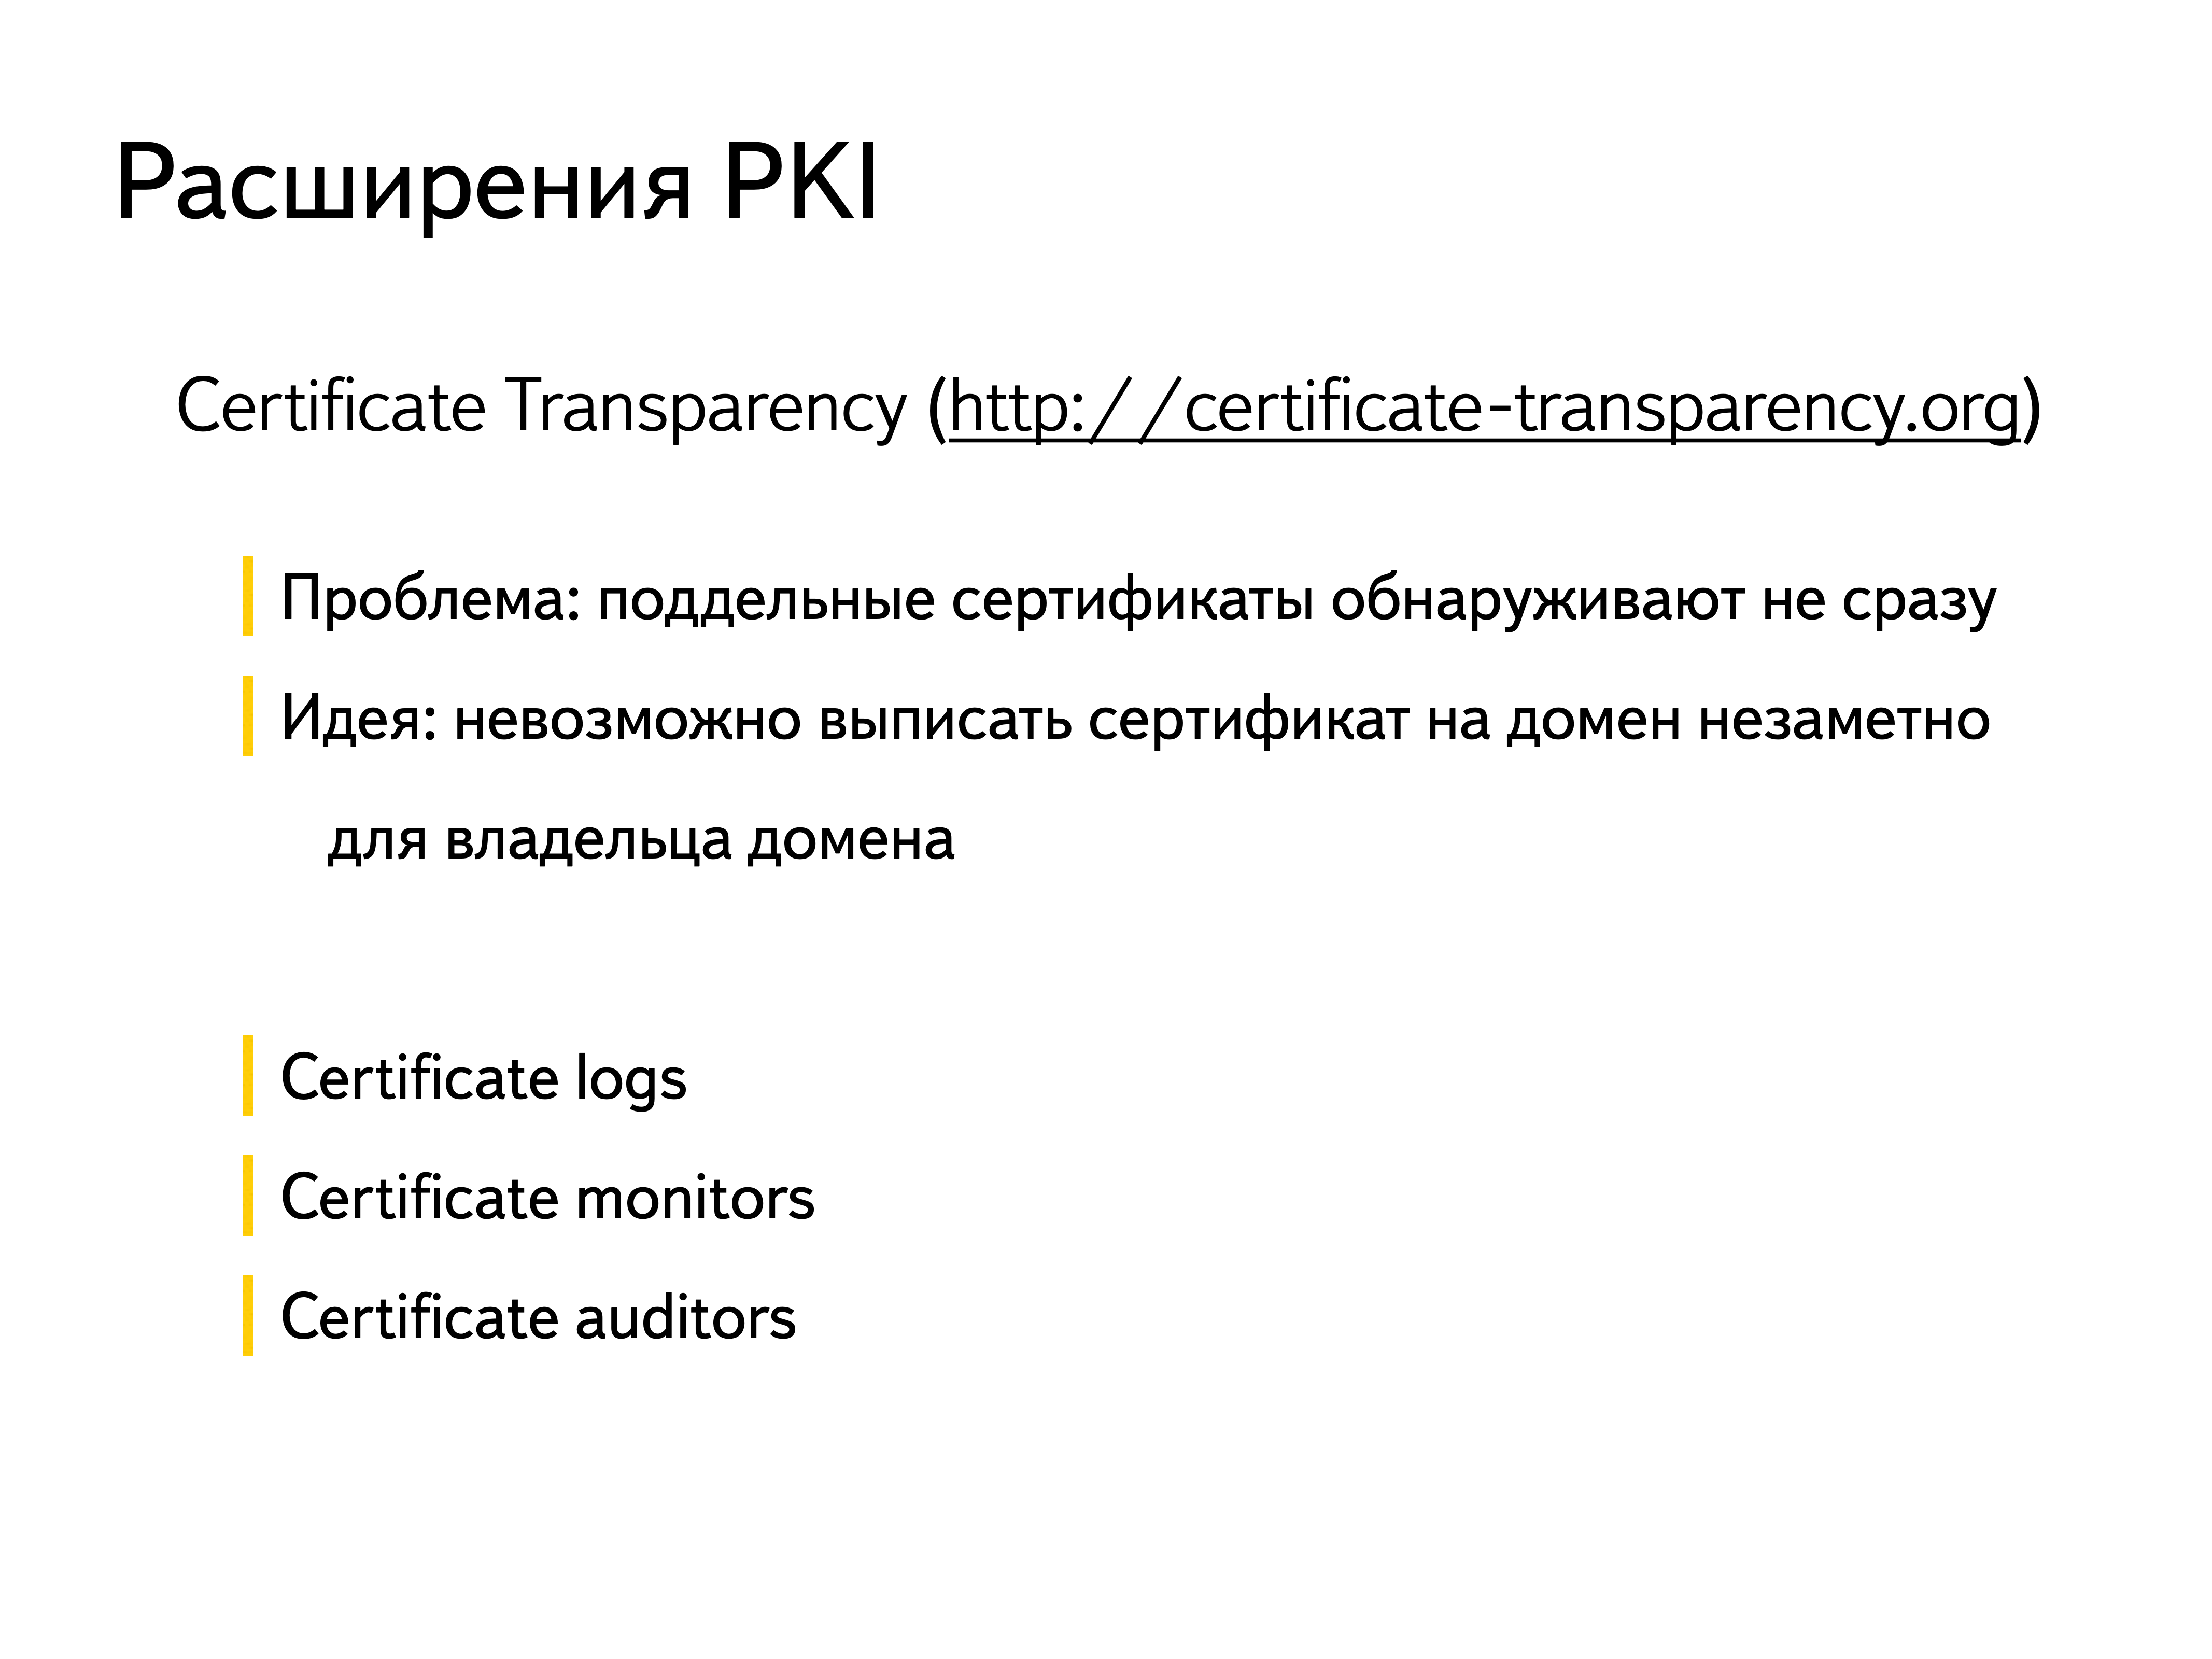 Расширения PKI
Certificate Transparency (http://certificate-transparency.org)
Проблема: поддельные сертификаты обнаруживают не сразу
Идея: невозможно выписать сертификат на домен незаметно
для владельца домена
Certificate logs
Certificate monitors
Certificate auditors